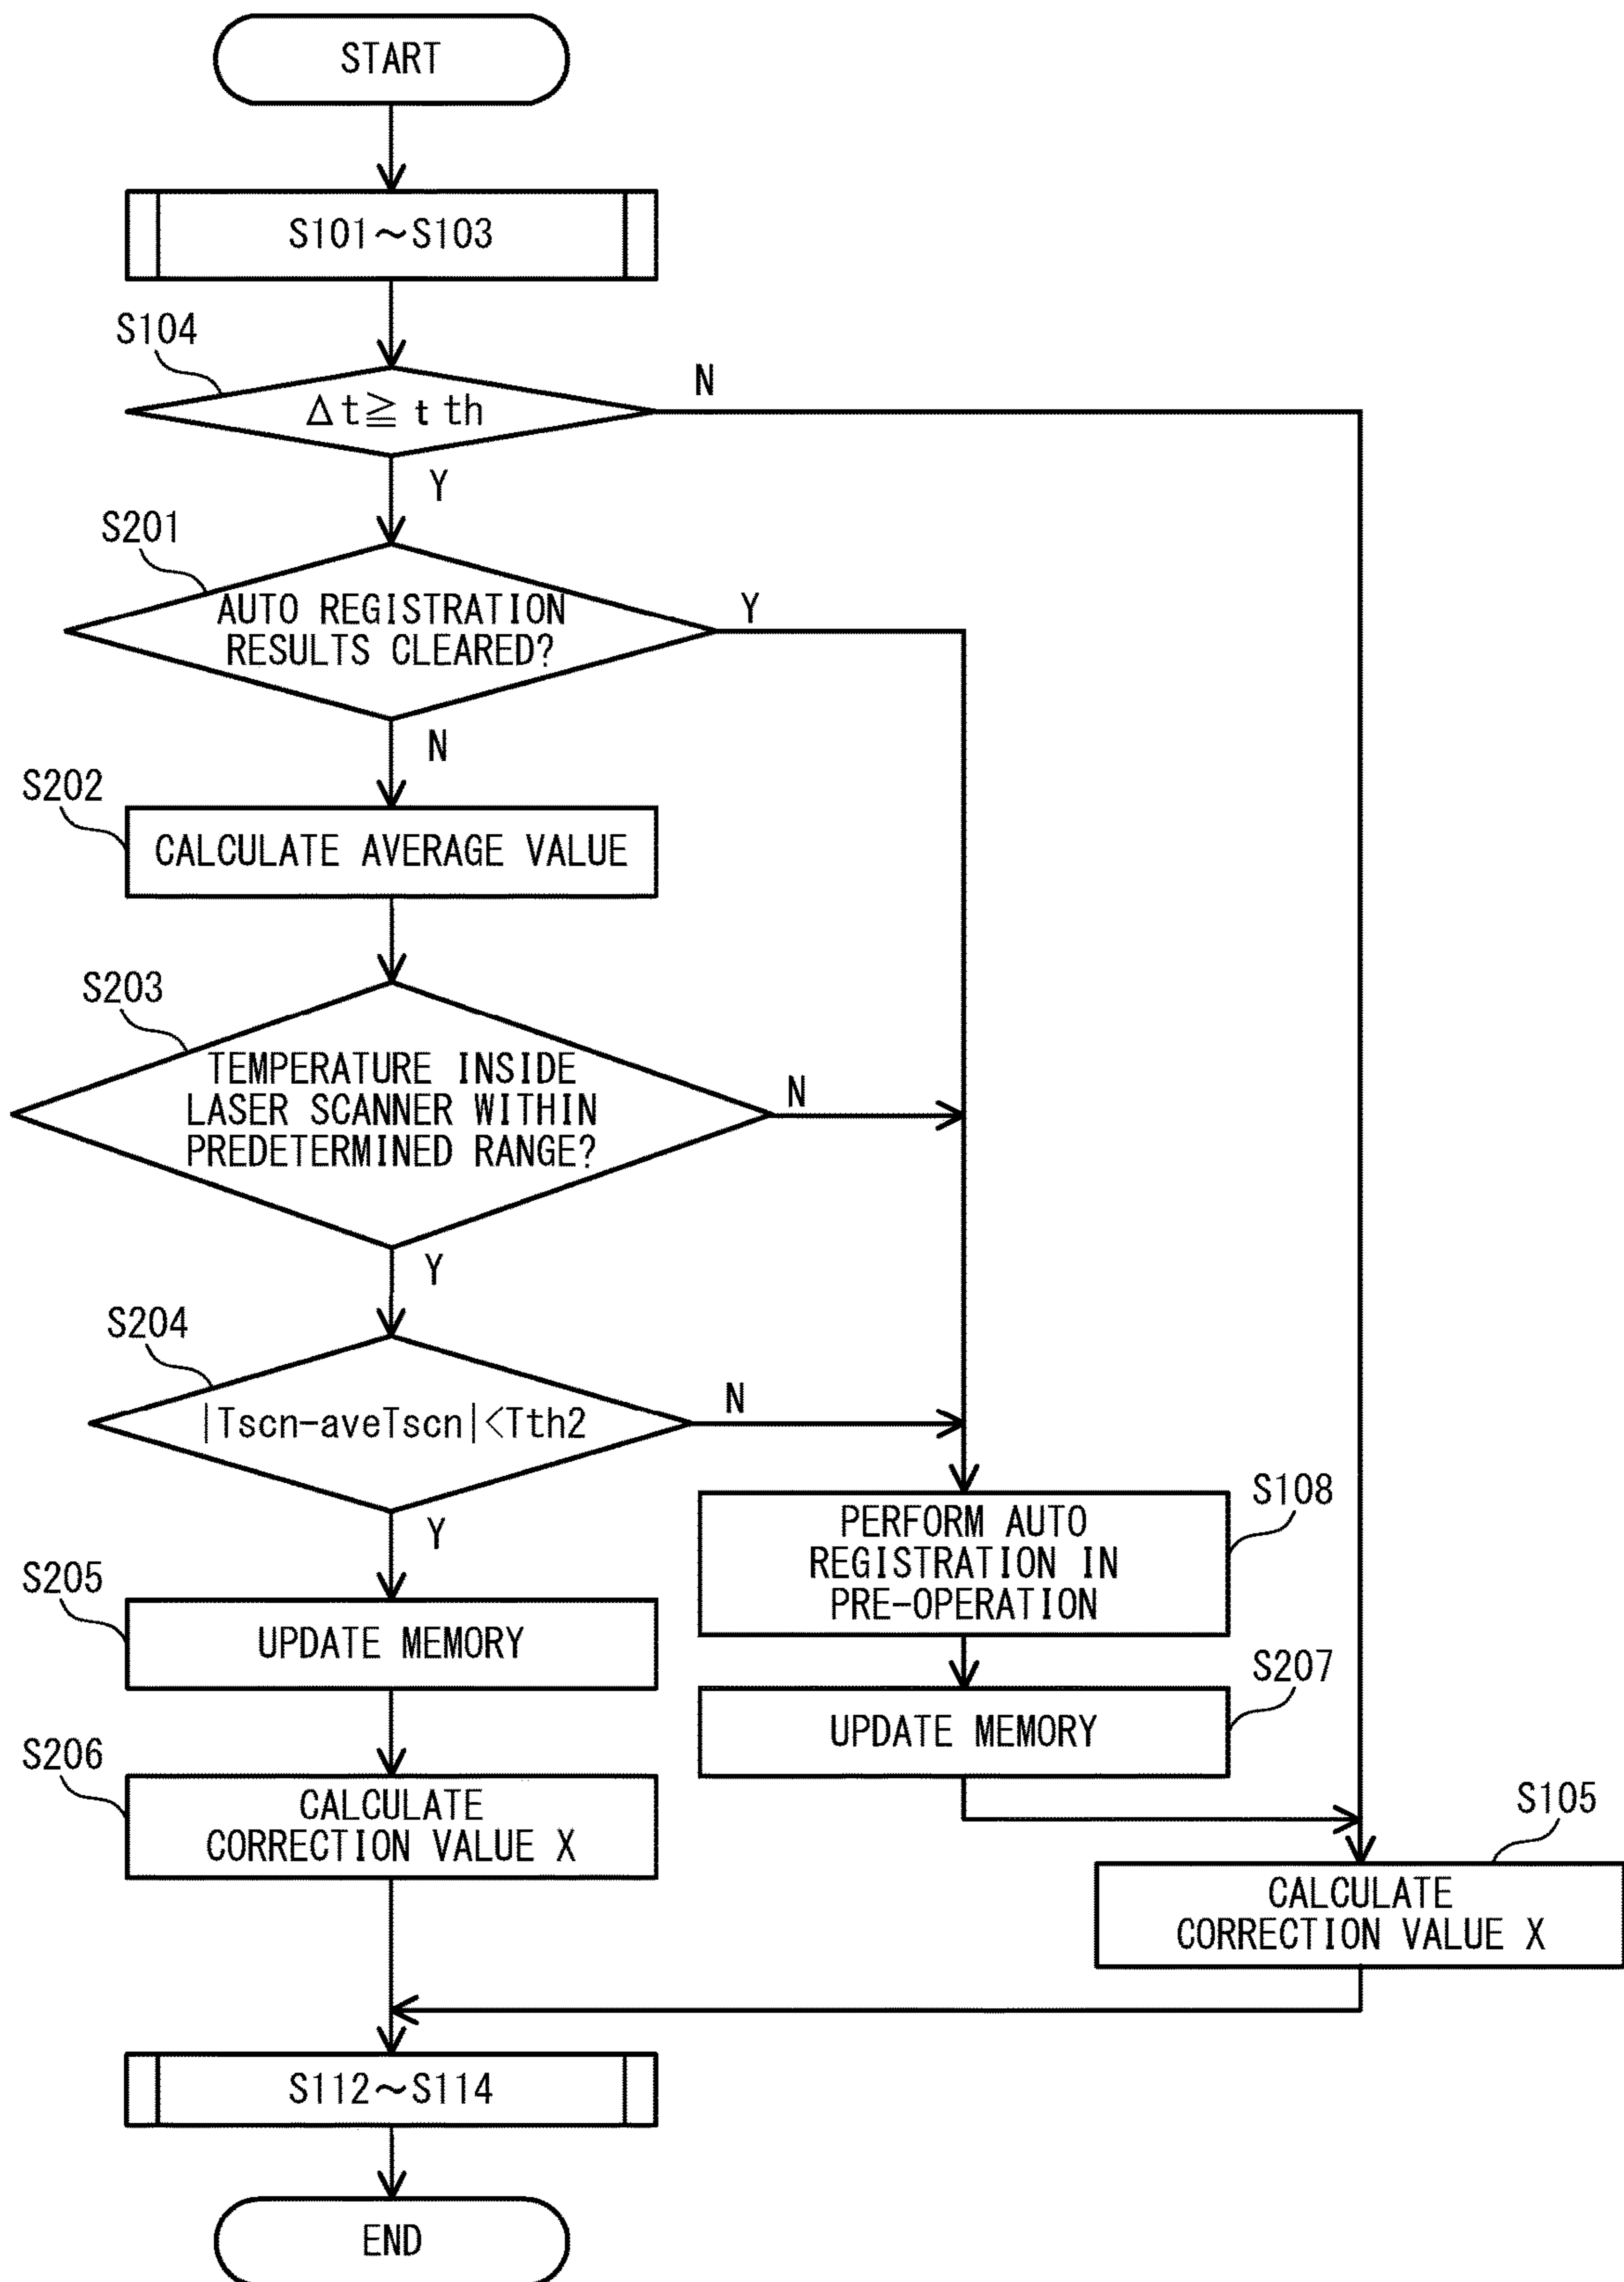 START
S101～S103
S104
Δt≧tth
N
Y
S201
AUTO REGISTRATION
RESULTS CLEARED?
Y
N
S202
CALCULATE AVERAGE VALUE
S203
TEMPERATURE INSIDE
LASER SCANNER WITHIN
PREDETERMINED RANGE?
N
Y
S204
|Tscn-aveTscn|<Tth2
N
Y
S108
PERFORM AUTO
REGISTRATION IN
PRE-OPERATION
S205
UPDATE MEMORY
S207
UPDATE MEMORY
S206
CALCULATE
CORRECTION VALUE X
S105
CALCULATE
CORRECTION VALUE X
S112～S114
END